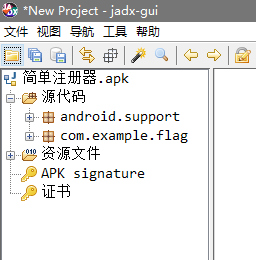 *New Project - jadx-gui
文件 视图 导航 工具 帮助
简单注册器.apk
源代码
android.support
com.example.flag
资源文件
APK signature
证书